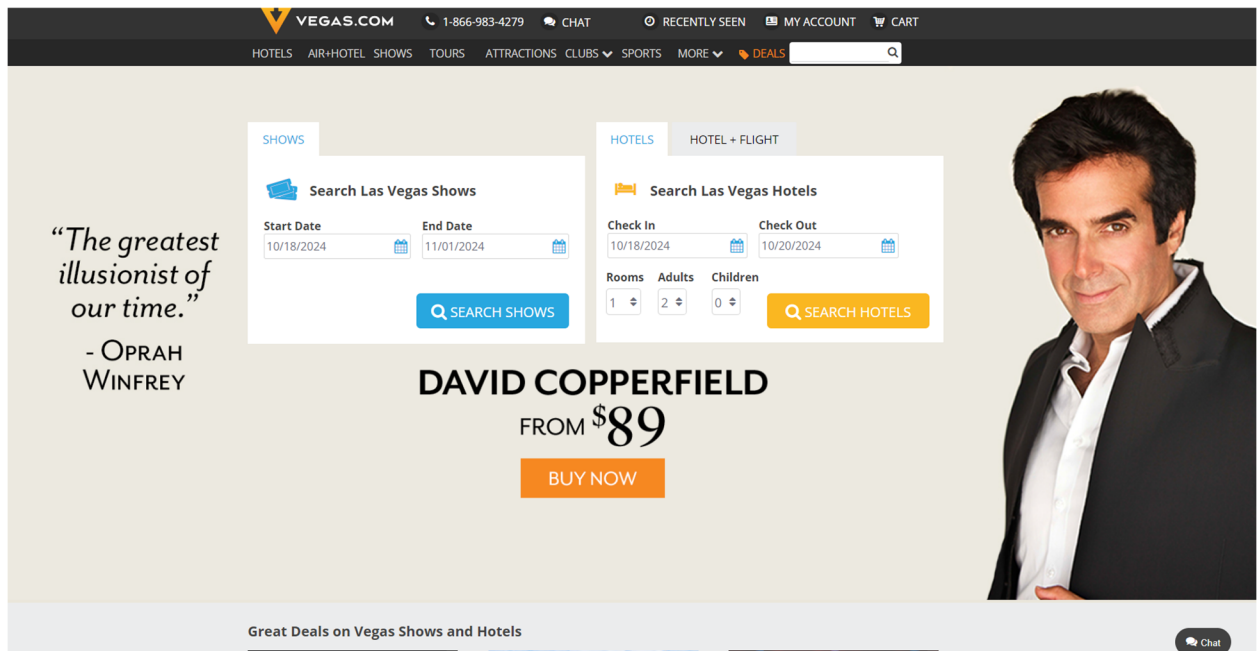 VEGAS.COM
1-866-983-4279
CHAT
RECENTLY SEEN
MY ACCOUNT
CART
HOTELS
AIR+HOTEL
SHOWS
TOURS
ATTRACTIONS
CLUBS
SPORTS
MORE
DEALS
“The greatest
illusionist of
our time.”
- OPRAH
WINFREY
SHOWS
Search Las Vegas Shows
Start Date
End Date
10/18/2024
11/01/2024
SEARCH SHOWS
HOTELS
HOTEL + FLIGHT
Search Las Vegas Hotels
Check In
Check Out
10/18/2024
10/20/2024
Rooms
Adults
Children
1
2
0
SEARCH HOTELS
DAVID COPPERFIELD
FROM $89
BUY NOW
Great Deals on Vegas Shows and Hotels
Chat